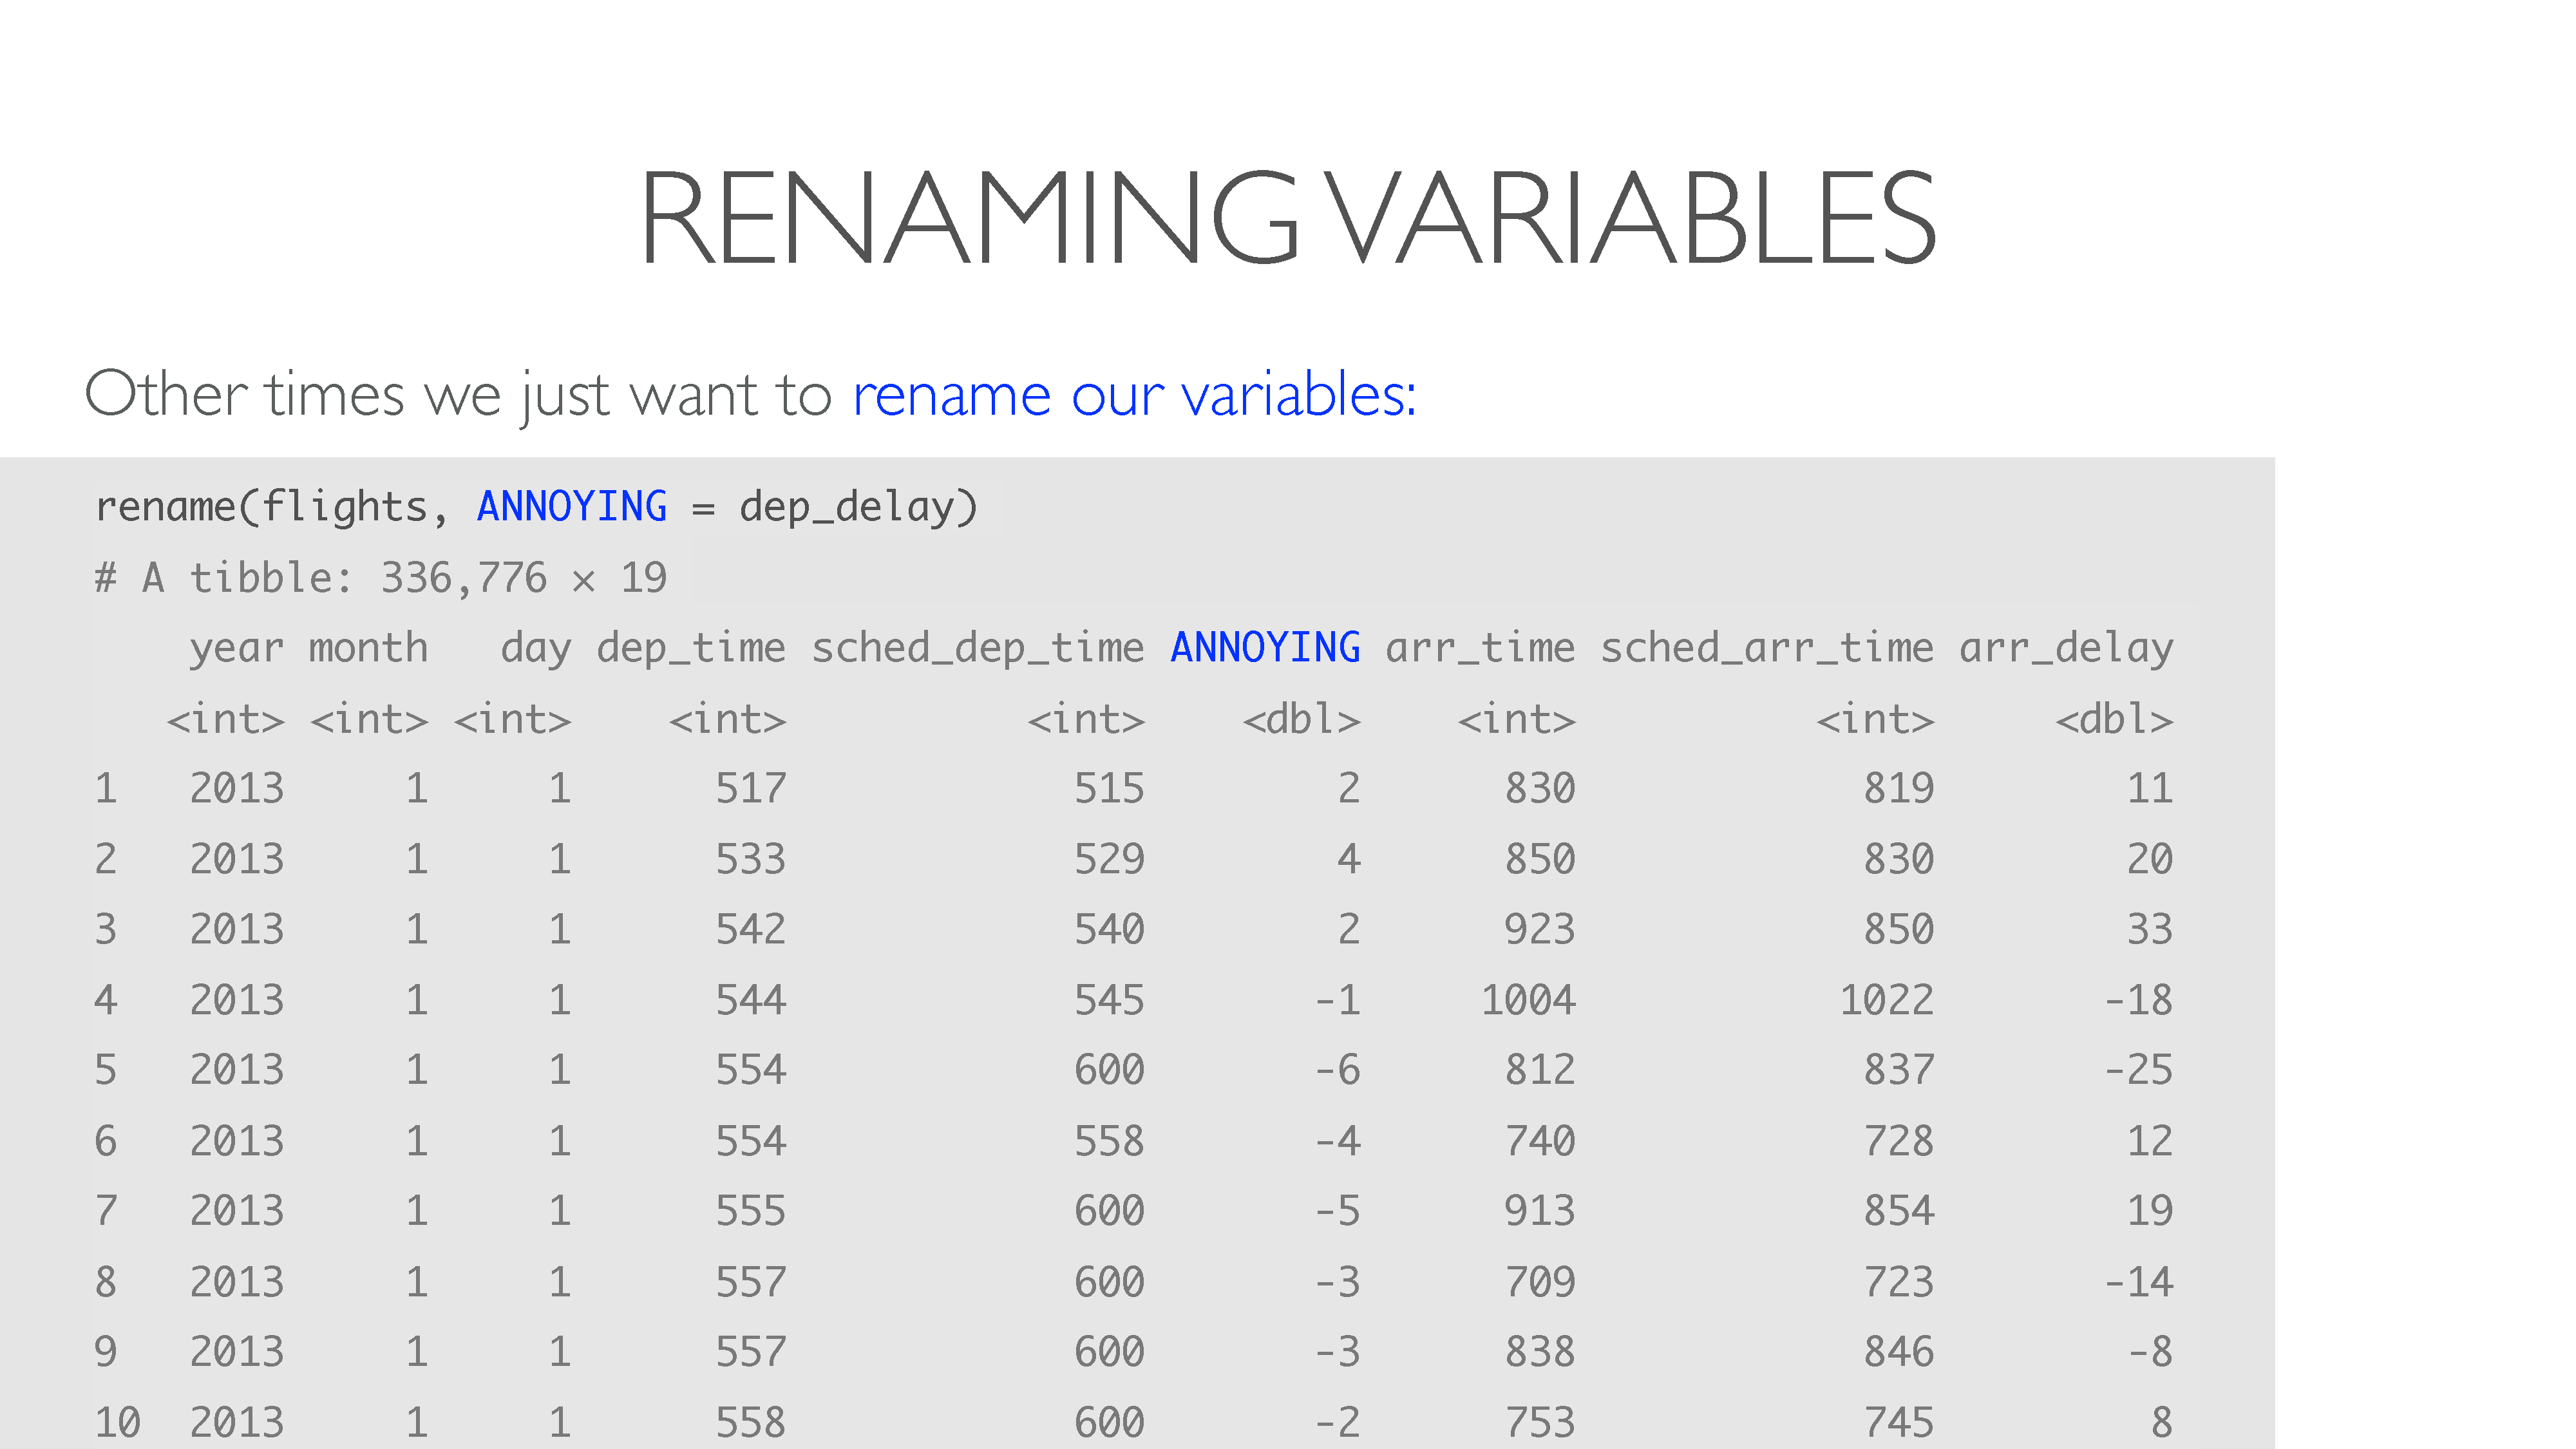 RENAMING VARIABLES
Other times we just want to rename our variables:
rename(flights, ANNOYING = dep_delay)
# A tibble: 336,776 × 19
year month day dep_time sched_dep_time ANNOYING arr_time sched_arr_time arr_delay
<int> <int> <int> <int> <int> <dbl> <int> <int> <dbl>
1 2013 1 1 517 515 2 830 819 11
2 2013 1 1 533 529 4 850 830 20
3 2013 1 1 542 540 2 923 850 33
4 2013 1 1 544 545 -1 1004 1022 -18
5 2013 1 1 554 600 -6 812 837 -25
6 2013 1 1 554 558 -4 740 728 12
7 2013 1 1 555 600 -5 913 854 19
8 2013 1 1 557 600 -3 709 723 -14
9 2013 1 1 557 600 -3 838 846 -8
10 2013 1 1 558 600 -2 753 745 8